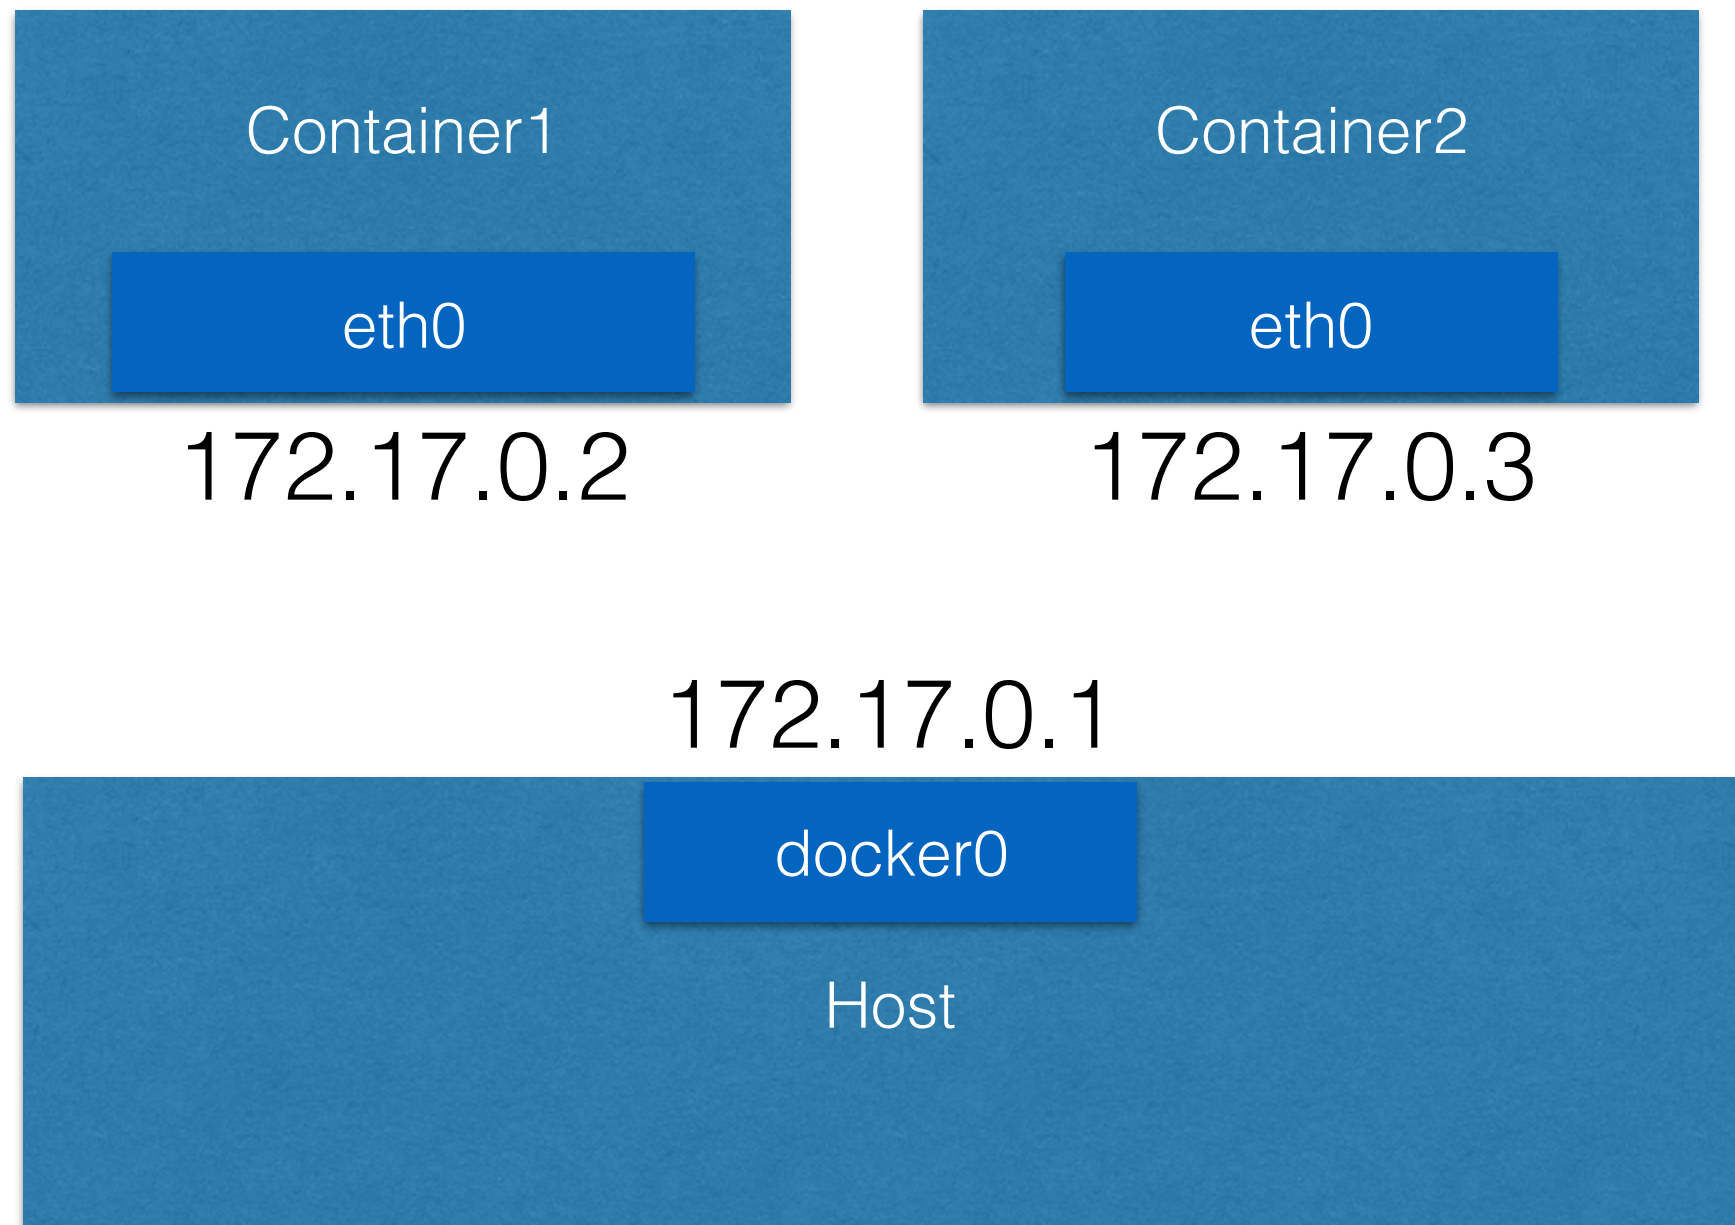 Container1
Container2
eth0
eth0
172.17.0.2
172.17.0.3
172.17.0.1
docker0
Host